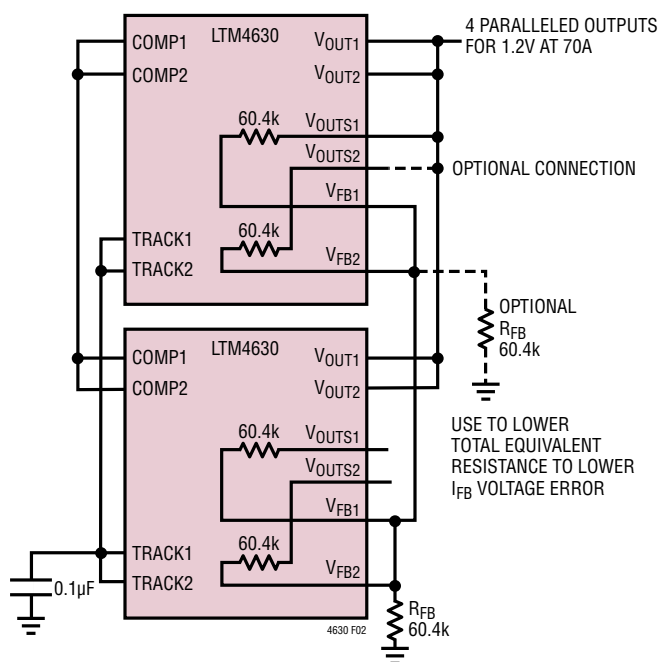 4 PARALLELED OUTPUTS
FOR 1.2V AT 70A
LTM4630
COMP1
COMP2
VOUT1
VOUT2
60.4k
VOUTS1
VOUTS2
OPTIONAL CONNECTION
VFB1
60.4k
TRACK1
TRACK2
VFB2
OPTIONAL
RFB
60.4k
LTM4630
COMP1
COMP2
VOUT1
VOUT2
USE TO LOWER
TOTAL EQUIVALENT
RESISTANCE TO LOWER
IFB VOLTAGE ERROR
60.4k
VOUTS1
VOUTS2
VFB1
60.4k
TRACK1
TRACK2
VFB2
0.1µF
RFB
60.4k
4630 F02